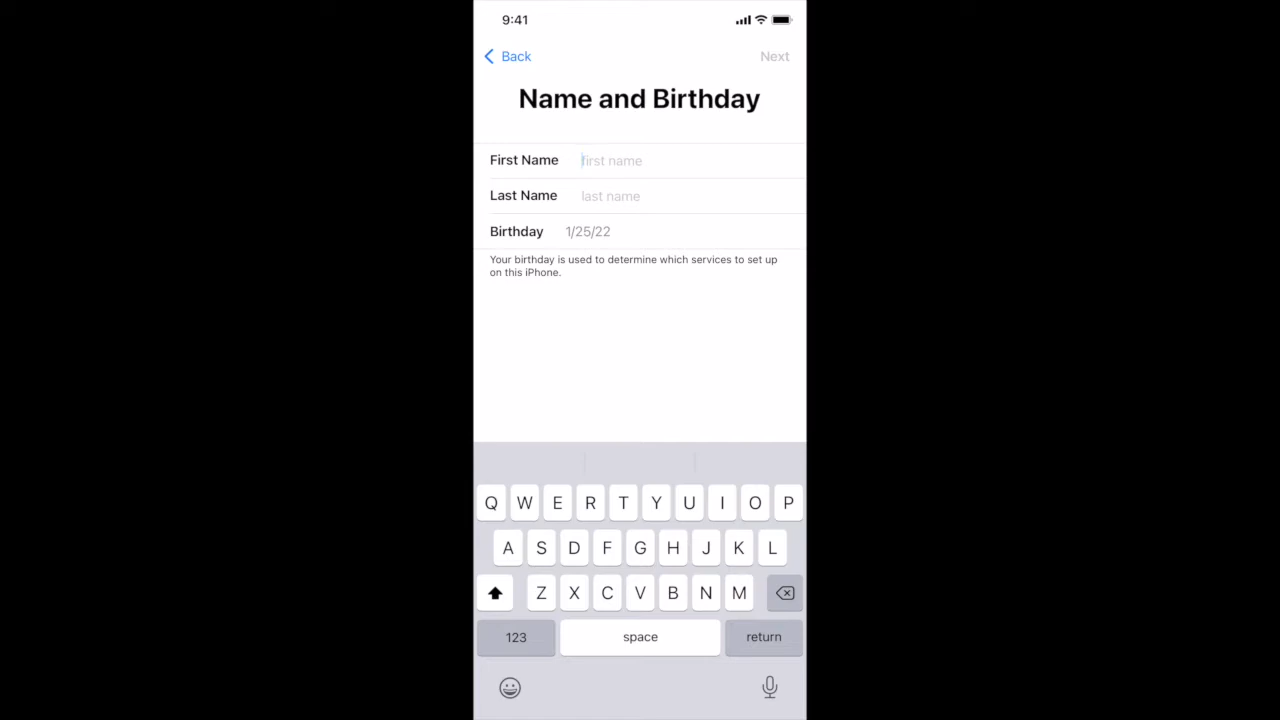 9:41
Back
Next
Name and Birthday
First Name first name
Last Name last name
Birthday 1/25/22
Your birthday is used to determine which services to set up
on this iPhone.
Q W E R T Y U I O P
A S D F G H J K L
Z X C V B N M
123 space return